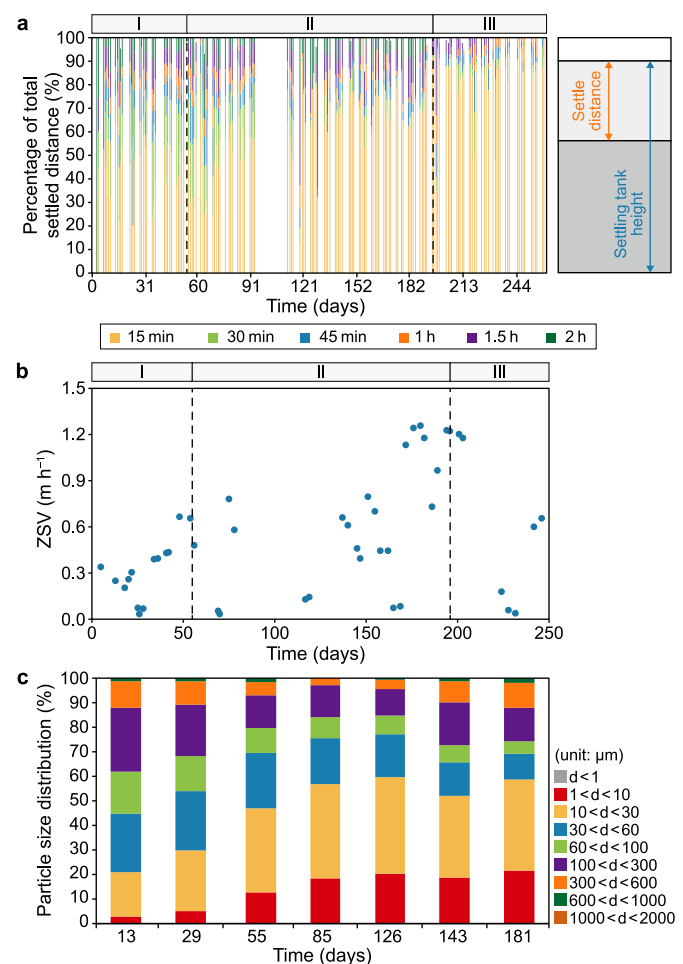 a
I II III
Percentage of total
settled distance (%)
100
90
80
70
60
50
40
30
20
10
0
0 31 60 91 121 152 182 213 244
Time (days)
Settle
distance
Settling tank
height
15 min 30 min 45 min 1 h 1.5 h 2 h
b
I II III
ZSV (m h⁻¹)
1.5
1.2
0.9
0.6
0.3
0.0
0 50 100 150 200 250
Time (days)
c
Particle size distribution (%)
100
90
80
70
60
50
40
30
20
10
0
13 29 55 85 126 143 181
Time (days)
(unit: µm)
d<1
1<d<10
10<d<30
30<d<60
60<d<100
100<d<300
300<d<600
600<d<1000
1000<d<2000